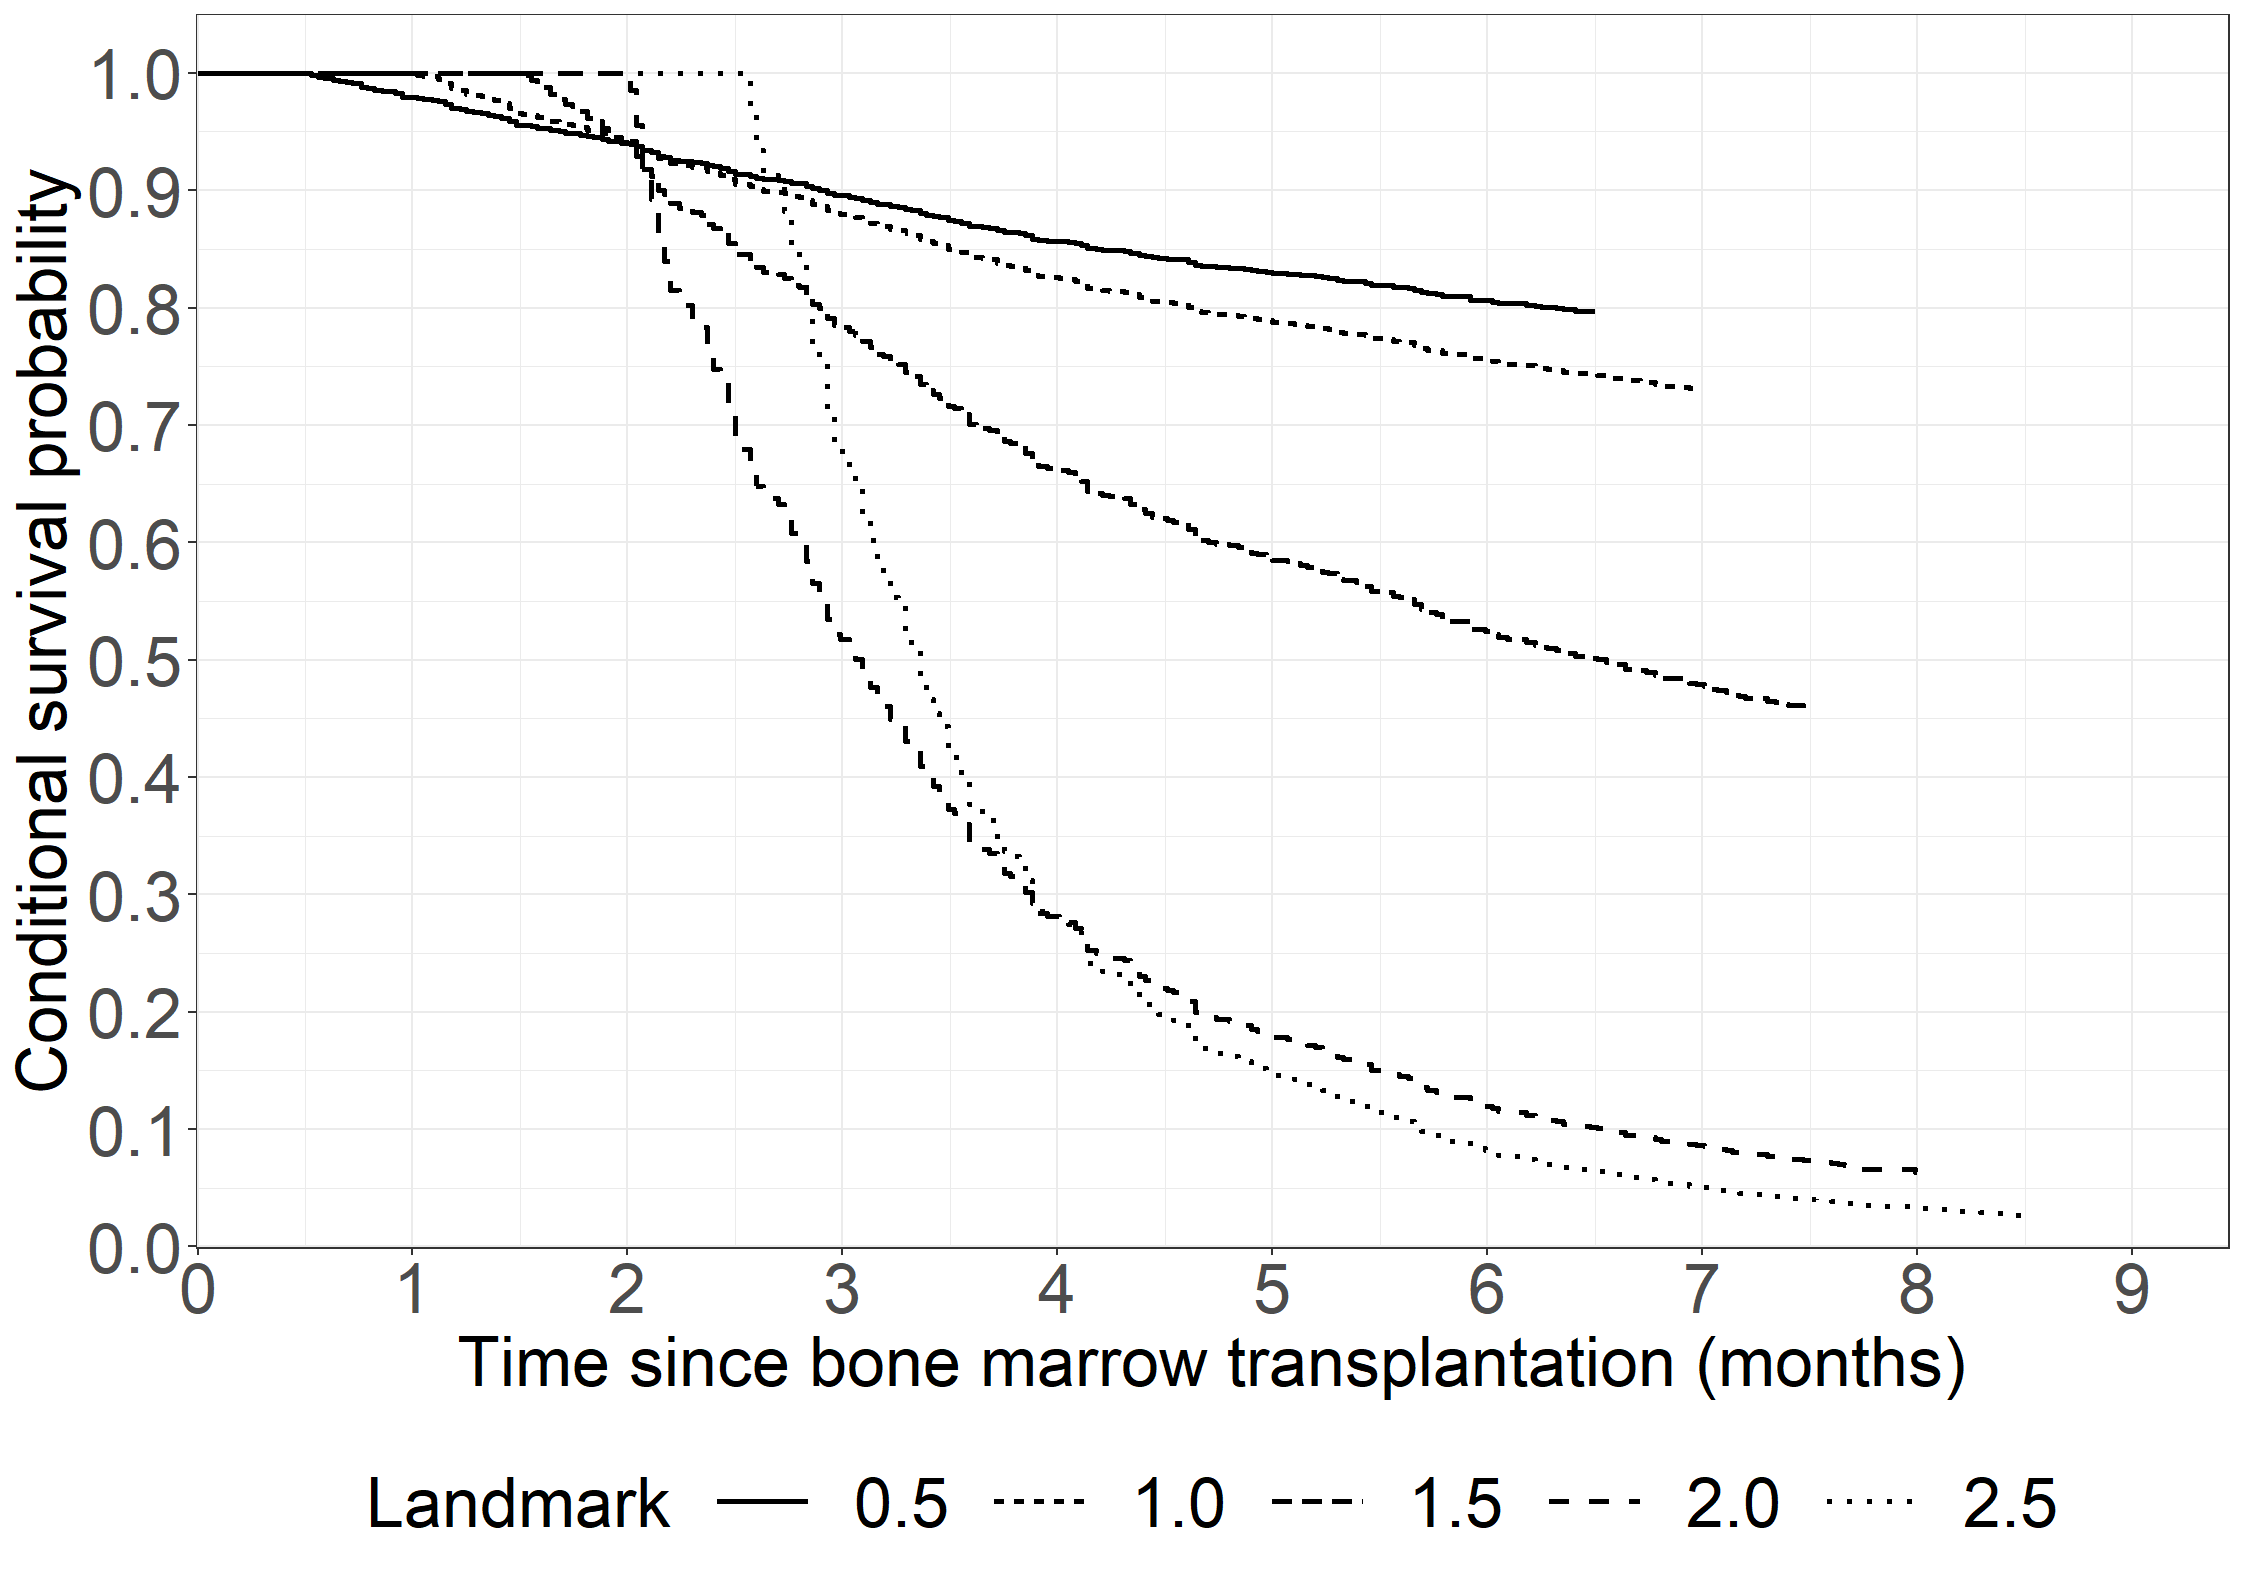 Conditional survival probability
1.0
0.9
0.8
0.7
0.6
0.5
0.4
0.3
0.2
0.1
0.0
0 1 2 3 4 5 6 7 8 9
Time since bone marrow transplantation (months)
Landmark 0.5 1.0 1.5 2.0 2.5